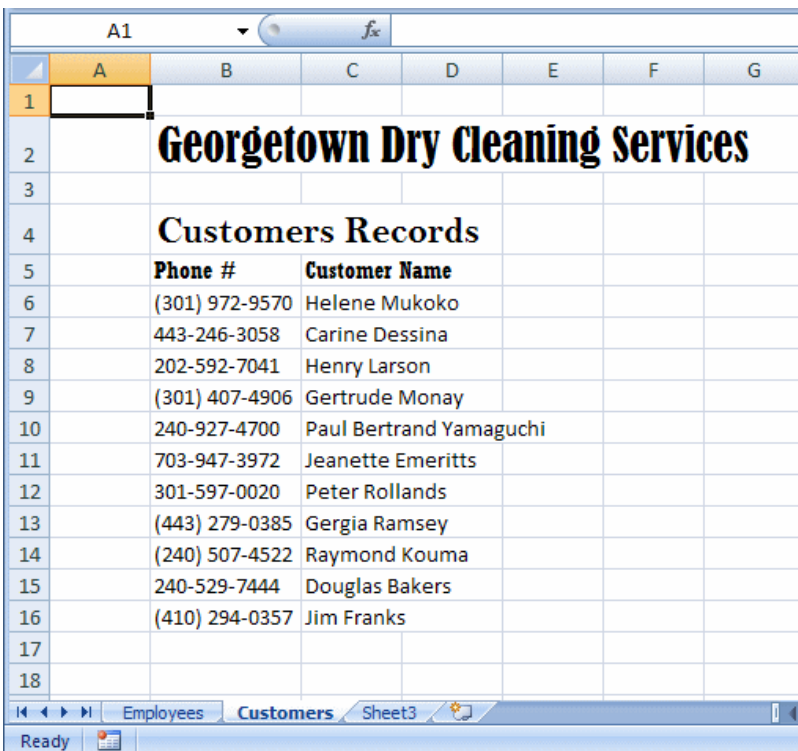 A1 fx
A B C D E F G
1
2 Georgetown Dry Cleaning Services
3
4 Customers Records
5 Phone # Customer Name
6 (301) 972-9570 Helene Mukoko
7 443-246-3058 Carine Dessina
8 202-592-7041 Henry Larson
9 (301) 407-4906 Gertrude Monay
10 240-927-4700 Paul Bertrand Yamaguchi
11 703-947-3972 Jeanette Emeritts
12 301-597-0020 Peter Rollands
13 (443) 279-0385 Gergia Ramsey
14 (240) 507-4522 Raymond Kouma
15 240-529-7444 Douglas Bakers
16 (410) 294-0357 Jim Franks
17
18
Employees Customers Sheet3
Ready